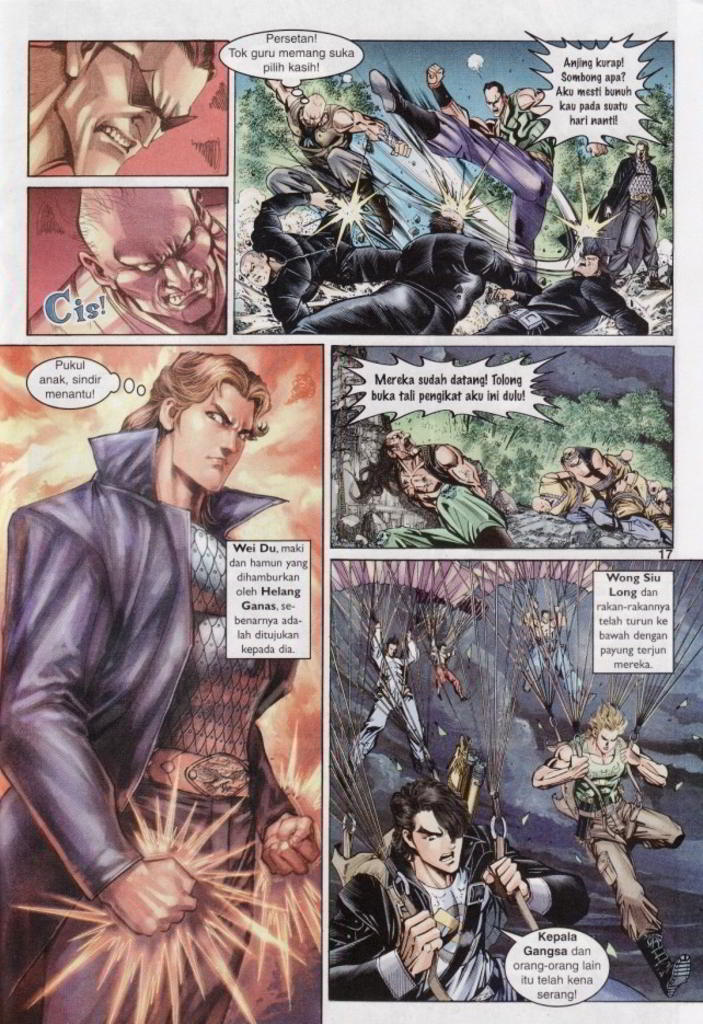 Persetan!
Tok guru memang suka
pilih kasih!
Anjing kurap!
Sombong apa?
Aku mesti bunuh
kau pada suatu
hari nanti!
Cis!
Pukul
anak, sindir
menantu!
Wei Du, maki
dan hamun yang
dihamburkan
oleh Helang
Ganas, se-
benarnya ada-
lah ditujukan
kepada dia.
Mereka sudah datang! Tolong
buka tali pengikat aku ini dulu!
17
Wong Siu
Long dan
rakan-rakannya
telah turun ke
bawah dengan
payung terjun
mereka.
Kepala
Gangsa dan
orang-orang lain
itu telah kena
serang!